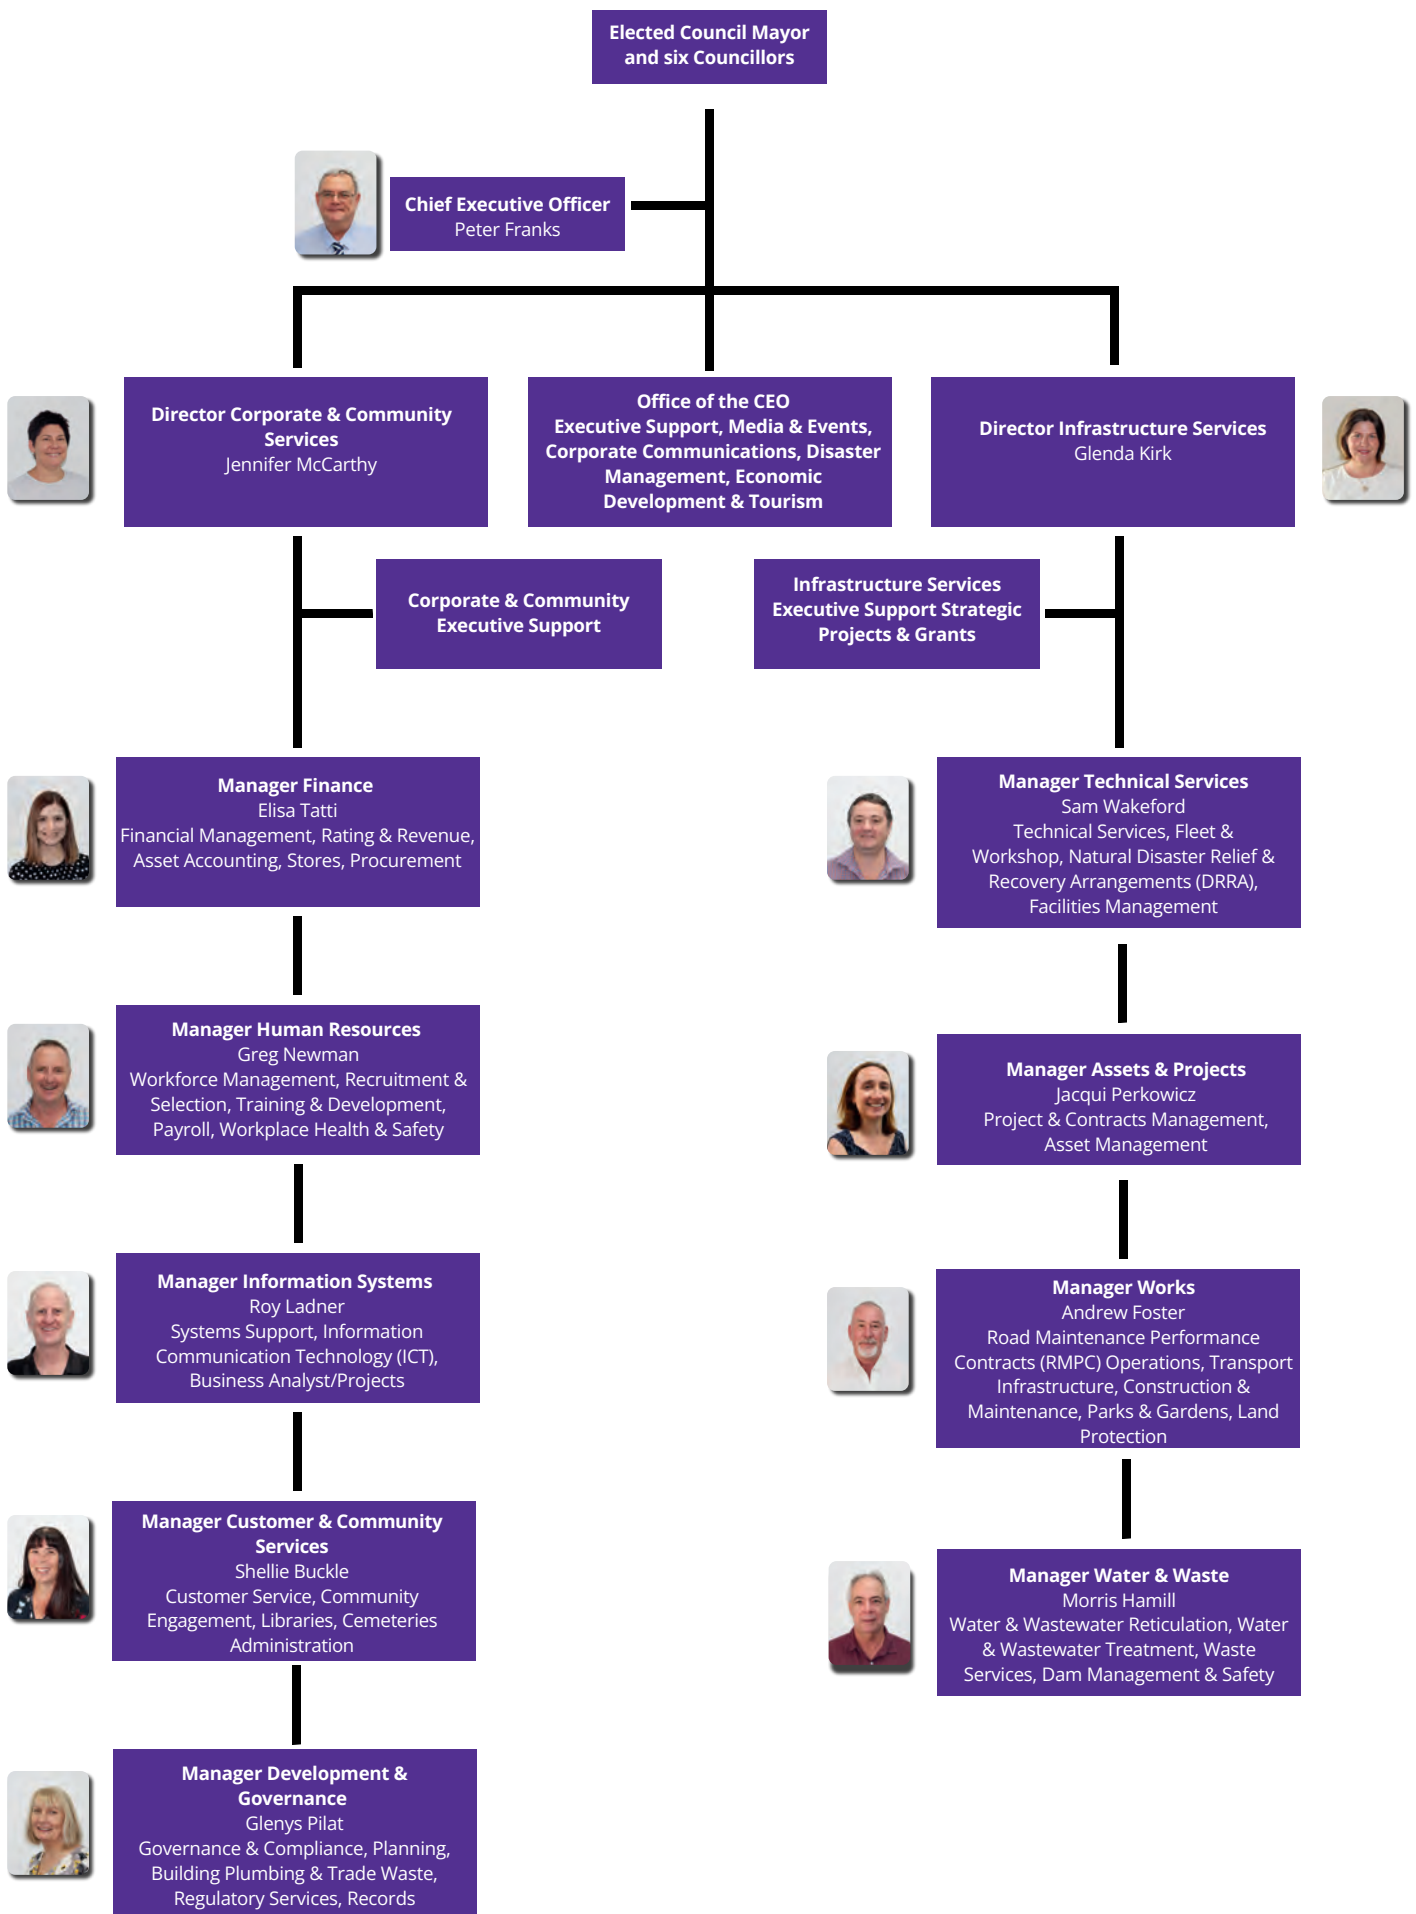 Elected Council Mayor
and six Councillors
Chief Executive Officer
Peter Franks
Director Corporate & Community
Services
Jennifer McCarthy
Office of the CEO
Executive Support, Media & Events,
Corporate Communications, Disaster
Management, Economic
Development & Tourism
Director Infrastructure Services
Glenda Kirk
Corporate & Community
Executive Support
Infrastructure Services
Executive Support Strategic
Projects & Grants
Manager Finance
Elisa Tatti
Financial Management, Rating & Revenue,
Asset Accounting, Stores, Procurement
Manager Human Resources
Greg Newman
Workforce Management, Recruitment &
Selection, Training & Development,
Payroll, Workplace Health & Safety
Manager Information Systems
Roy Ladner
Systems Support, Information
Communication Technology (ICT),
Business Analyst/Projects
Manager Customer & Community
Services
Shellie Buckle
Customer Service, Community
Engagement, Libraries, Cemeteries
Administration
Manager Development &
Governance
Glenys Pilat
Governance & Compliance, Planning,
Building Plumbing & Trade Waste,
Regulatory Services, Records
Manager Technical Services
Sam Wakeford
Technical Services, Fleet &
Workshop, Natural Disaster Relief &
Recovery Arrangements (DRRA),
Facilities Management
Manager Assets & Projects
Jacqui Perkowicz
Project & Contracts Management,
Asset Management
Manager Works
Andrew Foster
Road Maintenance Performance
Contracts (RMPC) Operations, Transport
Infrastructure, Construction &
Maintenance, Parks & Gardens, Land
Protection
Manager Water & Waste
Morris Hamill
Water & Wastewater Reticulation, Water
& Wastewater Treatment, Waste
Services, Dam Management & Safety